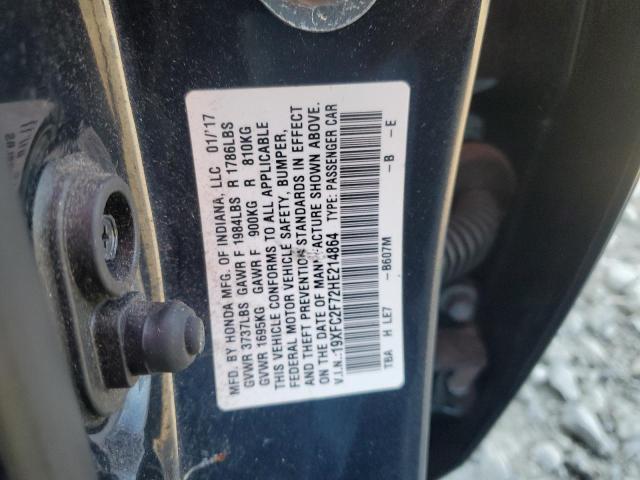 MFD. BY HONDA MFG. OF INDIANA, LLC 01/'17
GVWR 3737LBS GAWR F 1984LBS R 1786LBS
GVWR 1695KG GAWR F 900KG R 810KG
THIS VEHICLE CONFORMS TO ALL APPLICABLE
FEDERAL MOTOR VEHICLE SAFETY, BUMPER,
AND THEFT PREVENTION STANDARDS IN EFFECT
ON THE DATE OF MANUFACTURE SHOWN ABOVE.
V.I.N.:19XFC2F72HE214864 TYPE: PASSENGER CAR
TBA H LE7 -B607M -B -E